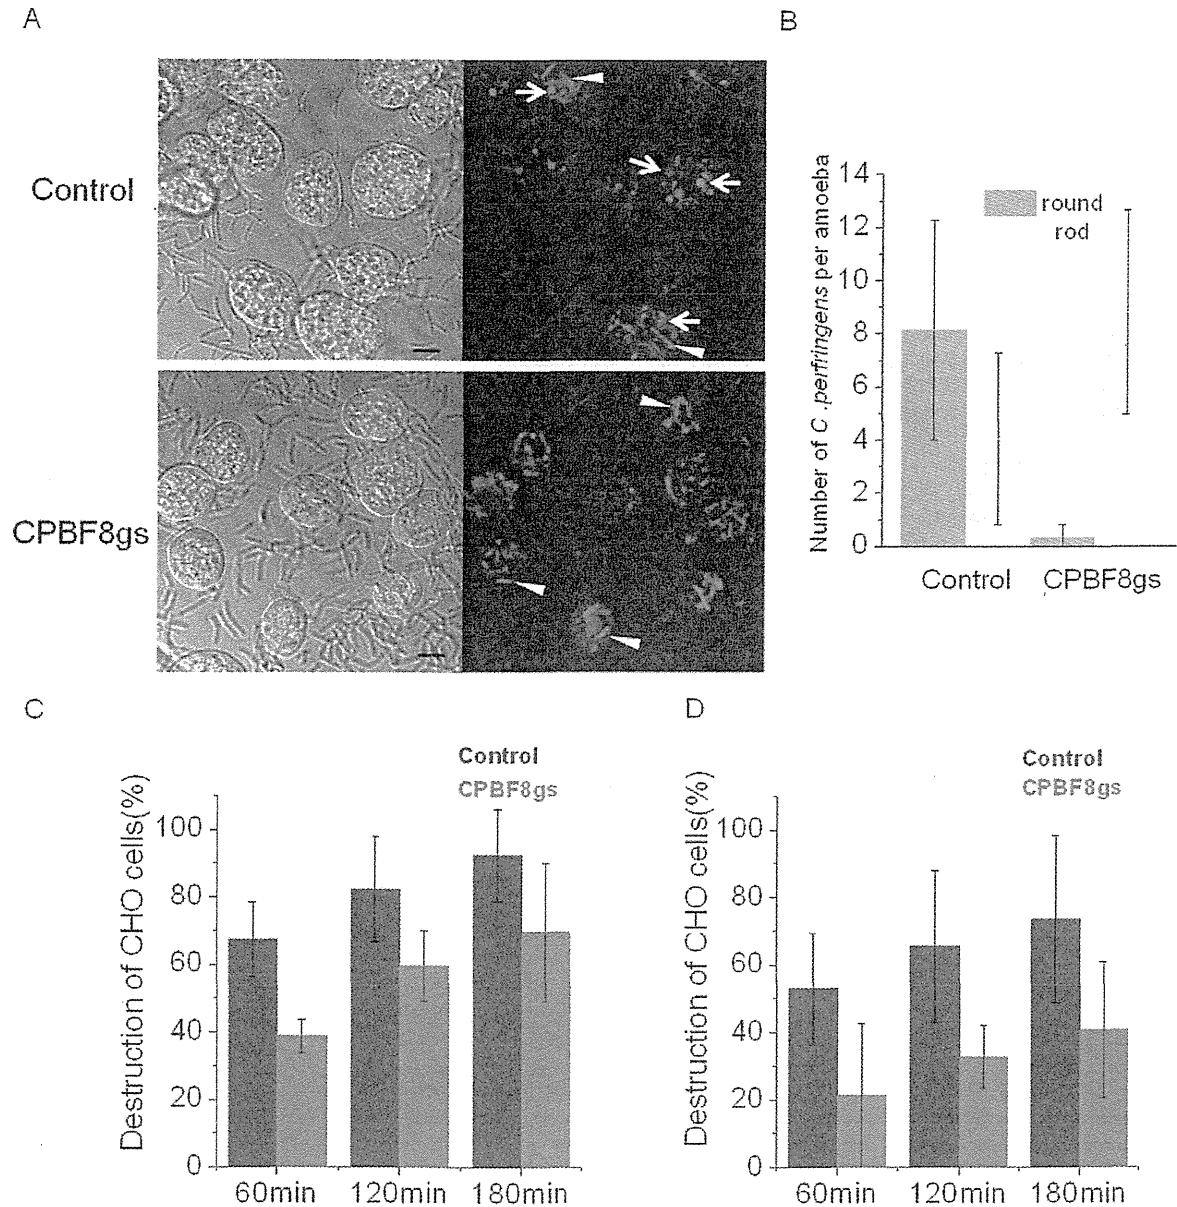 A
B
Control
CPBF8gs
Number of C .perfringens per amoeba
14
12
10
8
6
4
2
0
round
rod
Control CPBF8gs
C
D
Destruction of CHO cells(%)
100
80
60
40
20
0
Control
CPBF8gs
60min 120min 180min
Destruction of CHO cells(%)
100
80
60
40
20
0
Control
CPBF8gs
60min 120min 180min